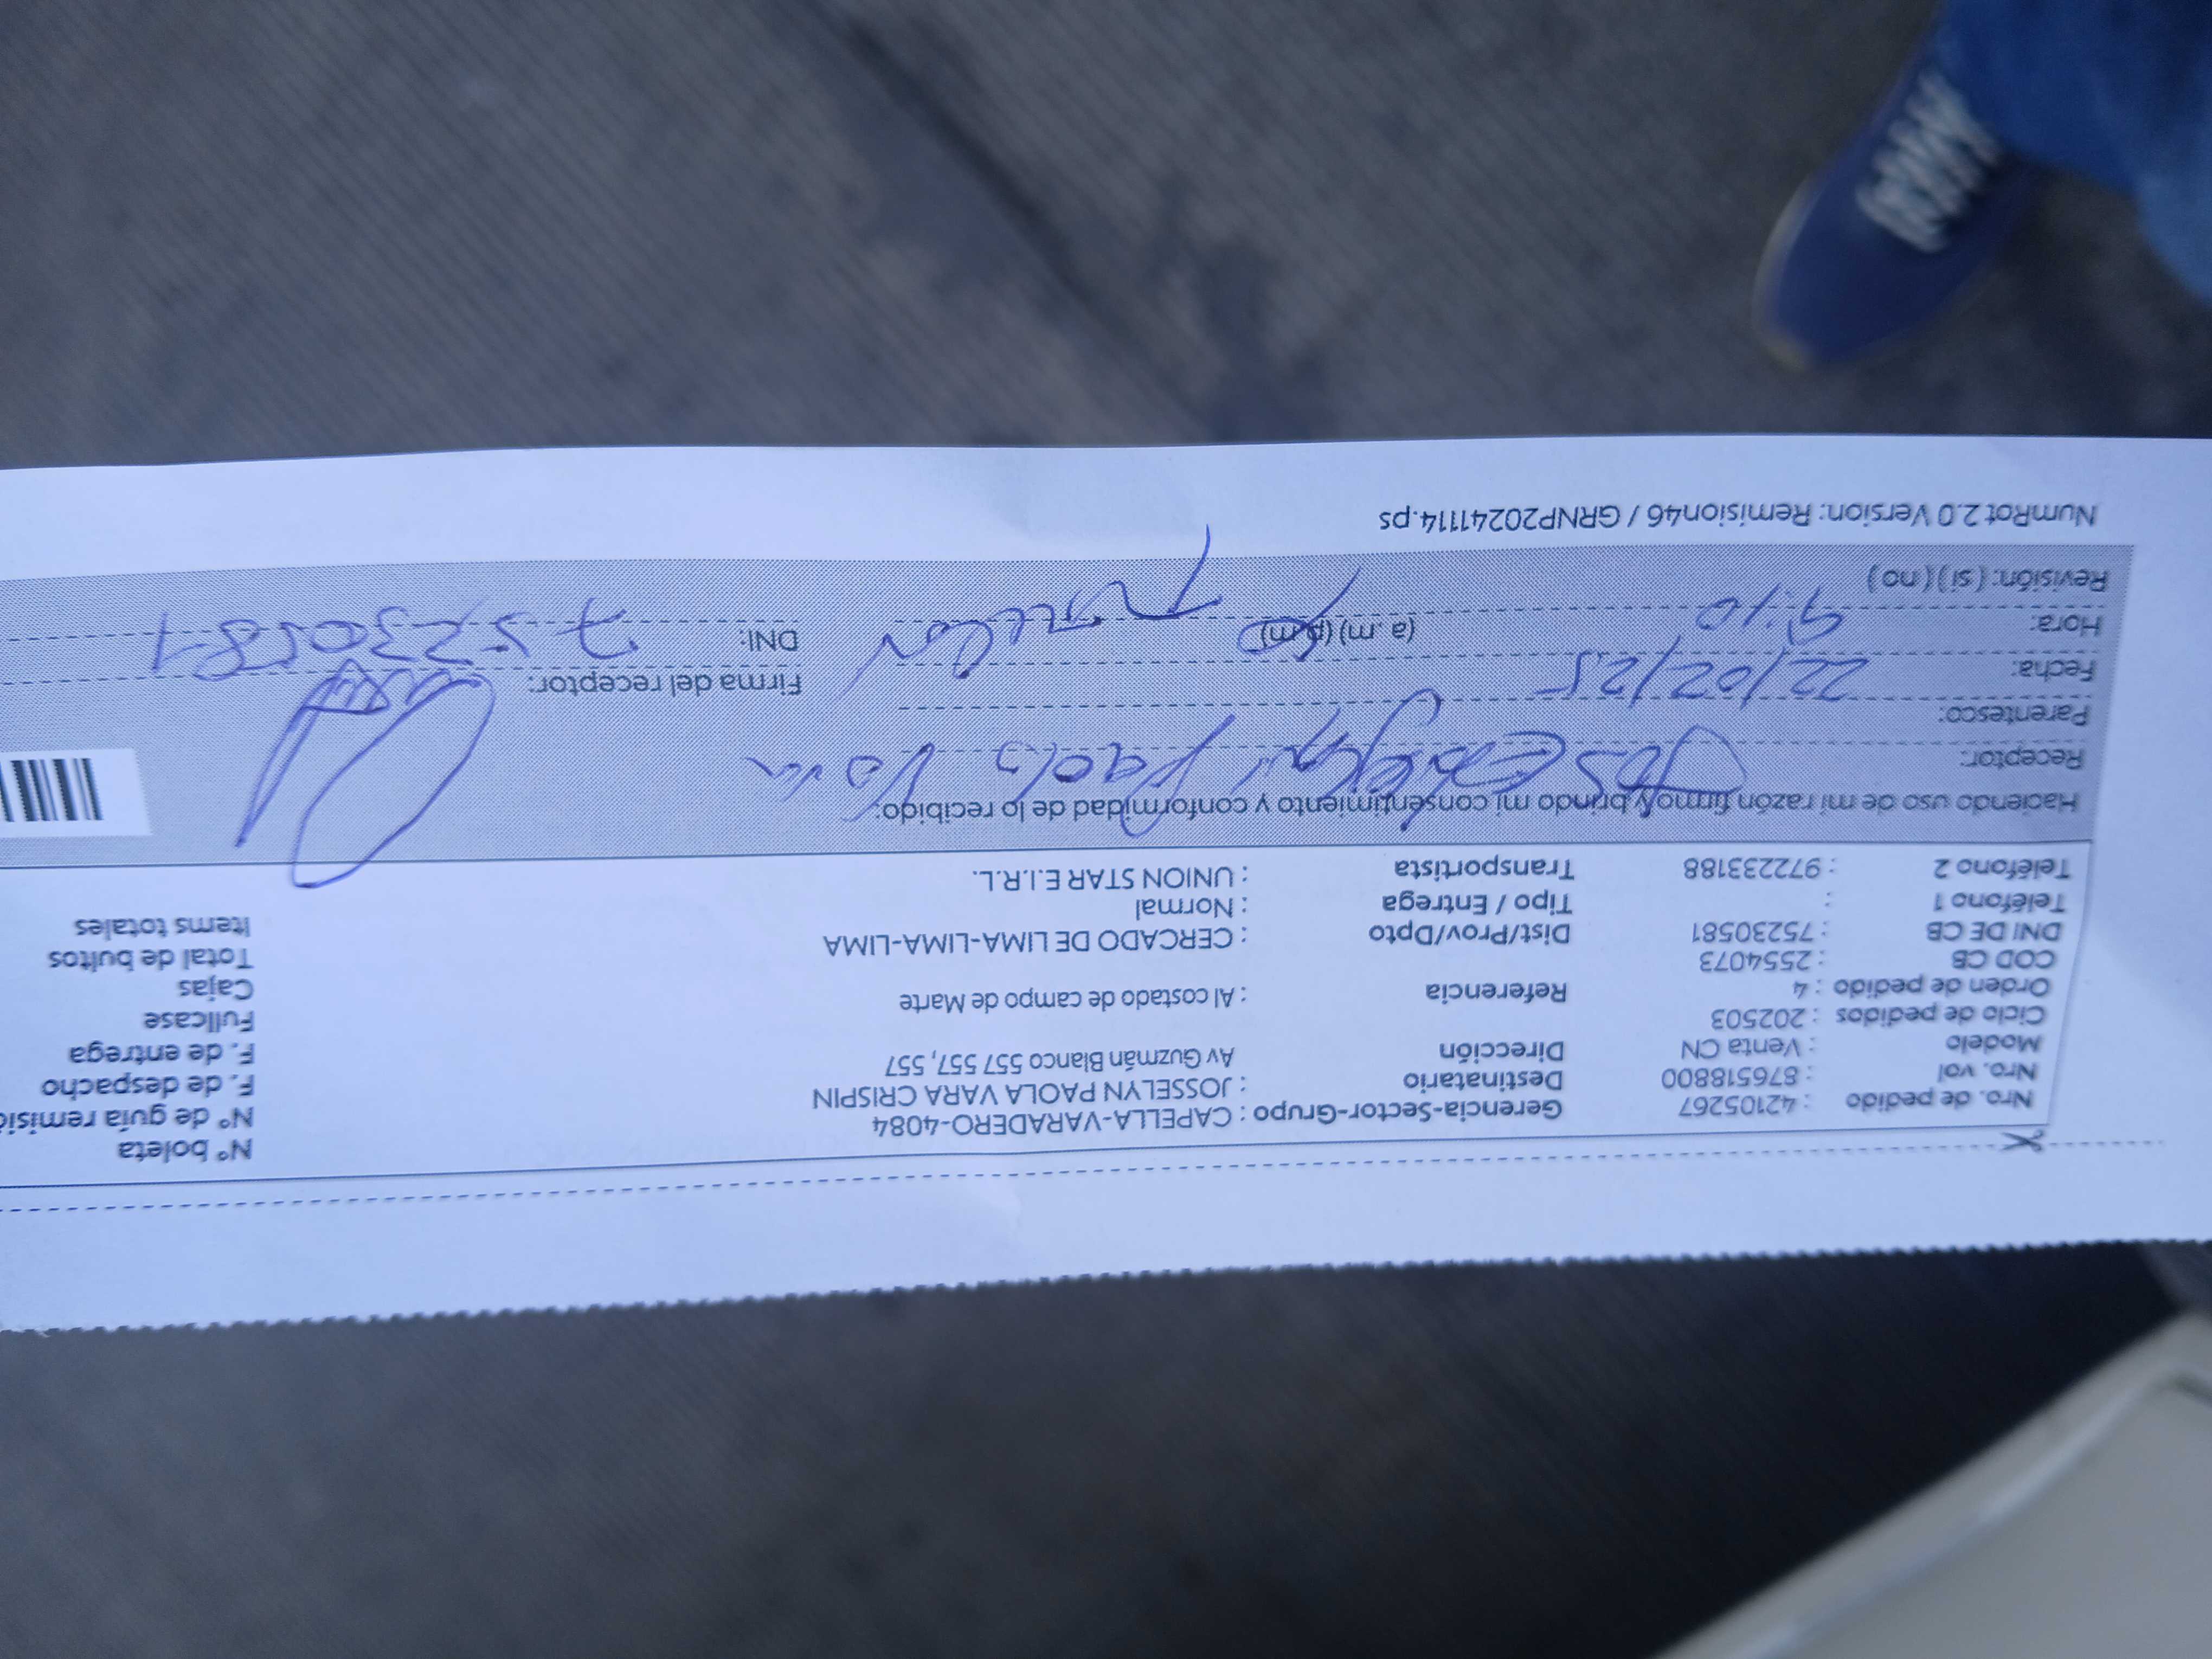 Nº boleta
Nro. de pedido : 42105267 Gerencia-Sector-Grupo : CAPELLA-VARADERO-4084 Nº de guía
Nro. vol : 876518800 Destinatario : JOSSELYN PAOLA VARA CRISPIN F. de despacho
Modelo : Venta CN Dirección Av Guzmán Blanco 557 557, 557 F. de entrega
Ciclo de pedidos : 202503 Fullcase
Orden de pedido : 4 Referencia : Al costado de campo de Marte Cajas
COD CB : 2554073 Total de bultos
DNI DE CB : 75230581 Dist/Prov/Dpto : CERCADO DE LIMA-LIMA-LIMA Items totales
Teléfono 1 : Tipo / Entrega : Normal
Teléfono 2 : 972233188 Transportista : UNION STAR E.I.R.L.
Haciendo uso de mi razón firmo y brindo mi consentimiento y conformidad de lo recibido:
Receptor: Paola Vara
Parentesco:
Fecha: 22/02/25 Firma del receptor:
Hora: 9:10 (a.m) (p.m) DNI: 75230581
Revisión: ( si ) ( no )
NumRot 2.0 Version: Remision46 / GRNP20241114.ps